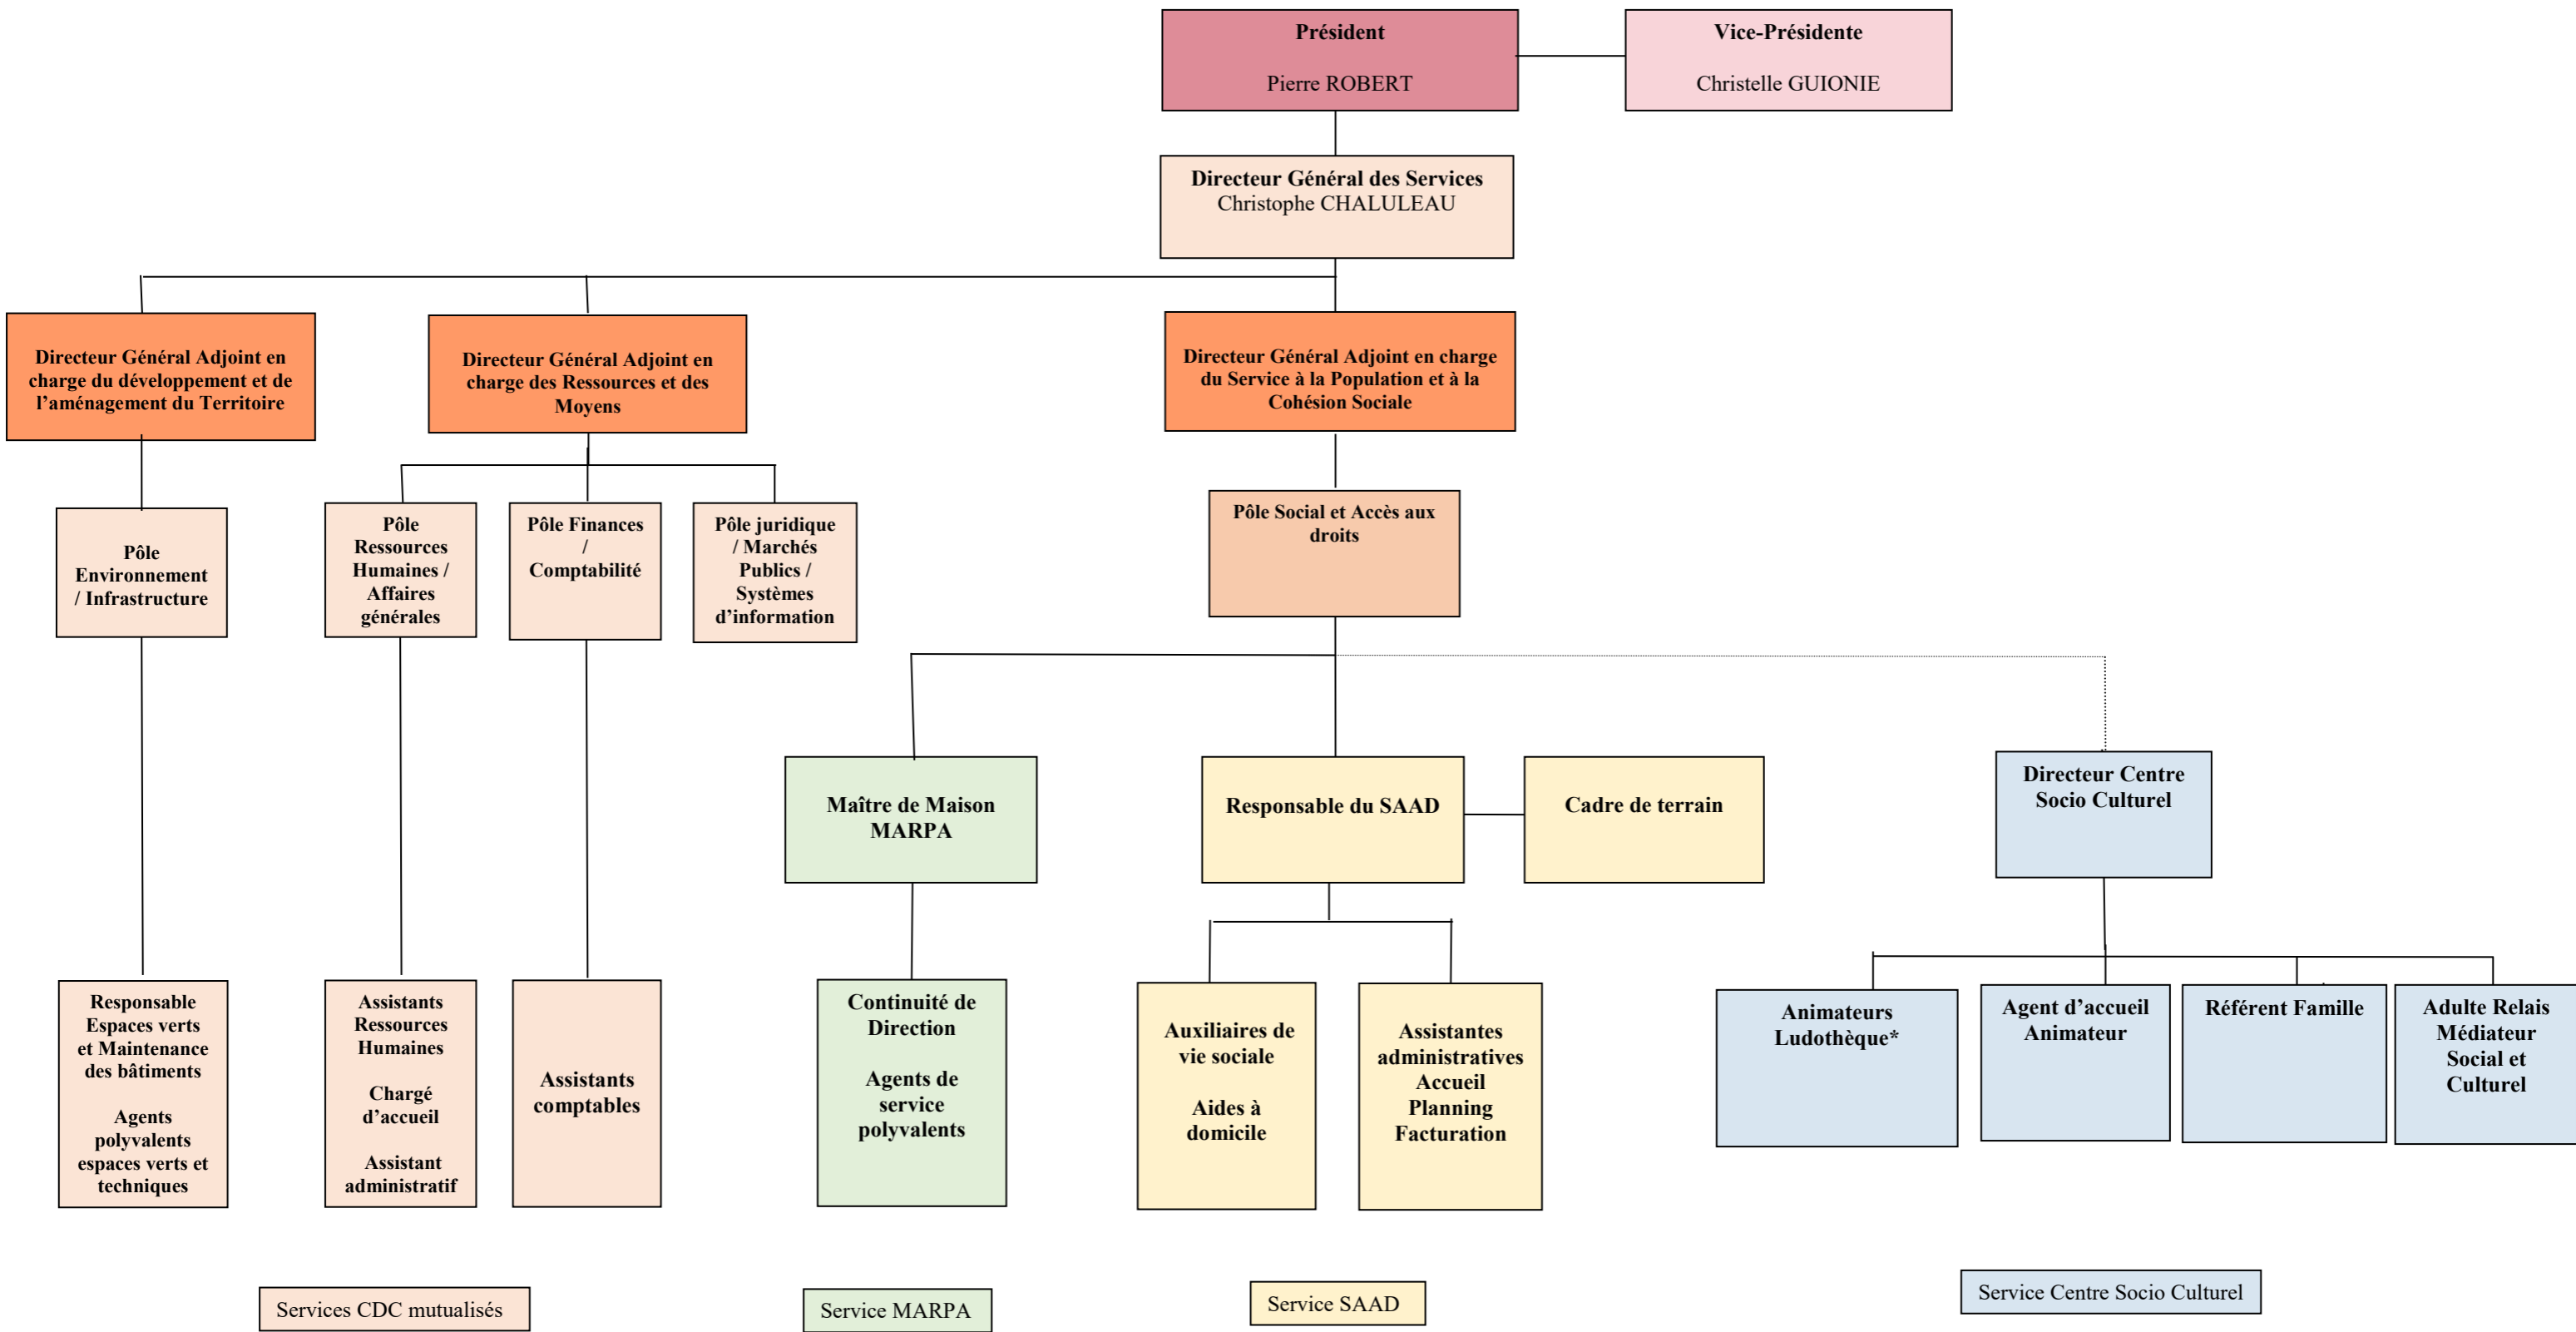 Président
Pierre ROBERT
Vice-Présidente
Christelle GUIONIE
Directeur Général des Services
Christophe CHALULEAU
Directeur Général Adjoint en
charge du développement et de
l’aménagement du Territoire
Directeur Général Adjoint en
charge des Ressources et des
Moyens
Directeur Général Adjoint en charge
du Service à la Population et à la
Cohésion Sociale
Pôle
Environnement
/ Infrastructure
Pôle
Ressources
Humaines /
Affaires
générales
Pôle Finances
/
Comptabilité
Pôle juridique
/ Marchés
Publics /
Systèmes
d’information
Pôle Social et Accès aux
droits
Maître de Maison
MARPA
Responsable du SAAD
Cadre de terrain
Directeur Centre
Socio Culturel
Responsable
Espaces verts
et Maintenance
des bâtiments
Agents
polyvalents
espaces verts et
techniques
Assistants
Ressources
Humaines
Chargé
d’accueil
Assistant
administratif
Assistants
comptables
Continuité de
Direction
Agents de
service
polyvalents
Auxiliaires de
vie sociale
Aides à
domicile
Assistantes
administratives
Accueil
Planning
Facturation
Animateurs
Ludothèque*
Agent d’accueil
Animateur
Référent Famille
Adulte Relais
Médiateur
Social et
Culturel
Services CDC mutualisés
Service MARPA
Service SAAD
Service Centre Socio Culturel